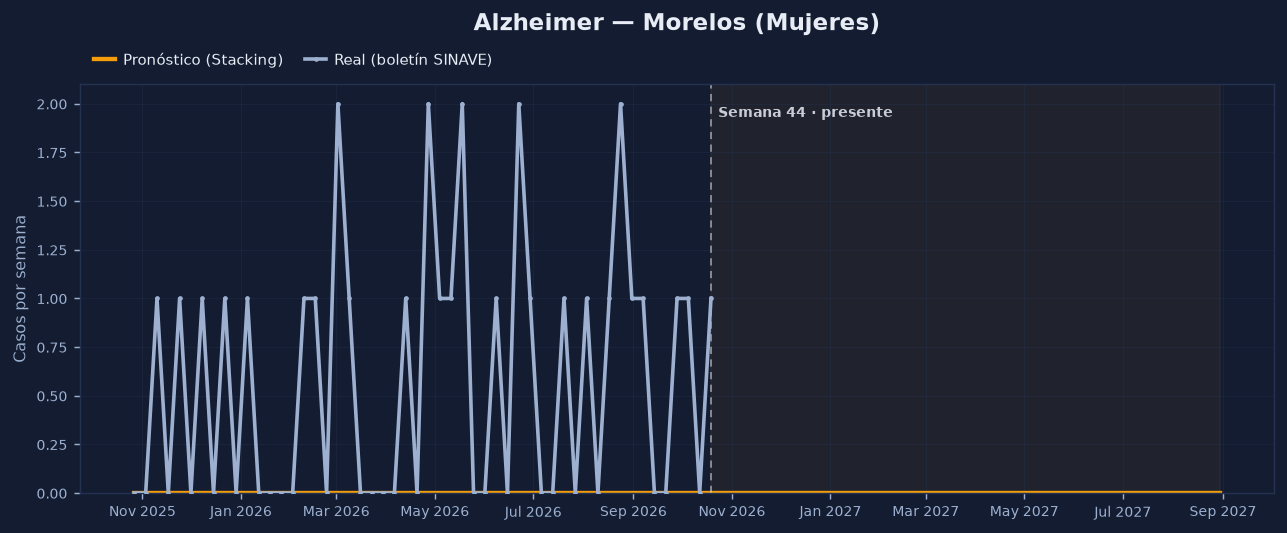 Alzheimer — Morelos (Mujeres)
Pronóstico (Stacking)
Real (boletín SINAVE)
Semana 44 · presente
Casos por semana
2.00
1.75
1.50
1.25
1.00
0.75
0.50
0.25
0.00
Nov 2025
Jan 2026
Mar 2026
May 2026
Jul 2026
Sep 2026
Nov 2026
Jan 2027
Mar 2027
May 2027
Jul 2027
Sep 2027